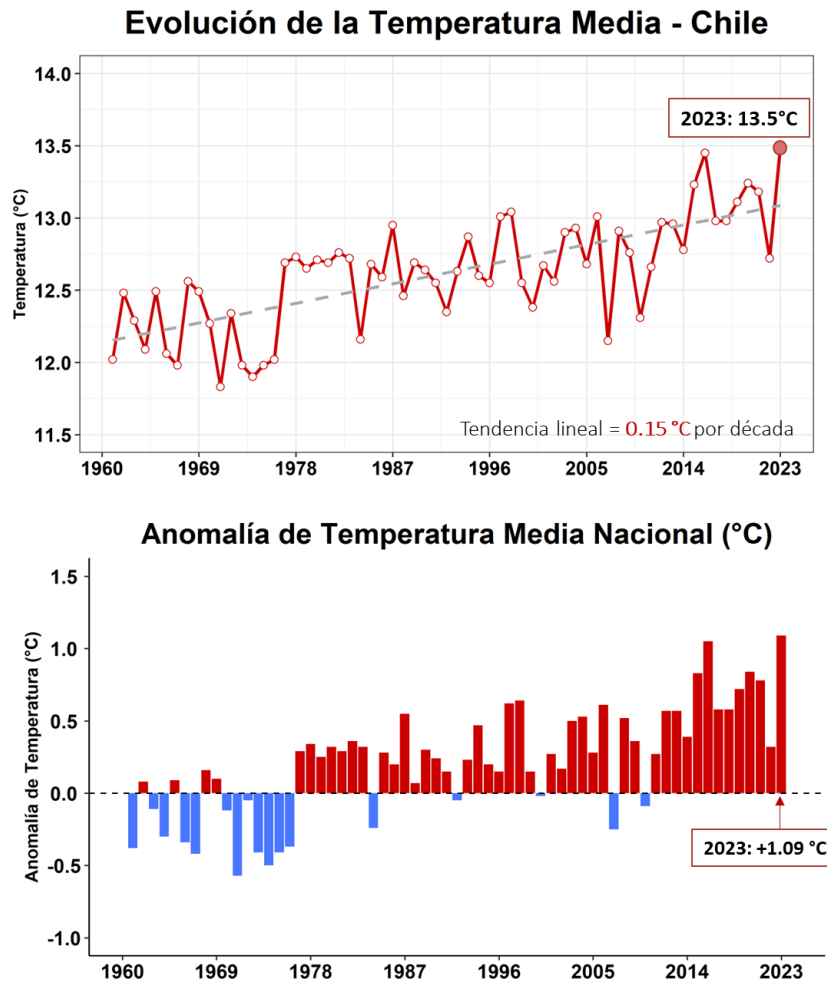 Evolución de la Temperatura Media - Chile
14.0
13.5
13.0
12.5
12.0
11.5
Temperatura (°C)
2023: 13.5°C
Tendencia lineal = 0.15 °C por década
1960 1969 1978 1987 1996 2005 2014 2023
Anomalía de Temperatura Media Nacional (°C)
1.5
1.0
0.5
0.0
-0.5
-1.0
Anomalía de Temperatura (°C)
2023: +1.09 °C
1960 1969 1978 1987 1996 2005 2014 2023